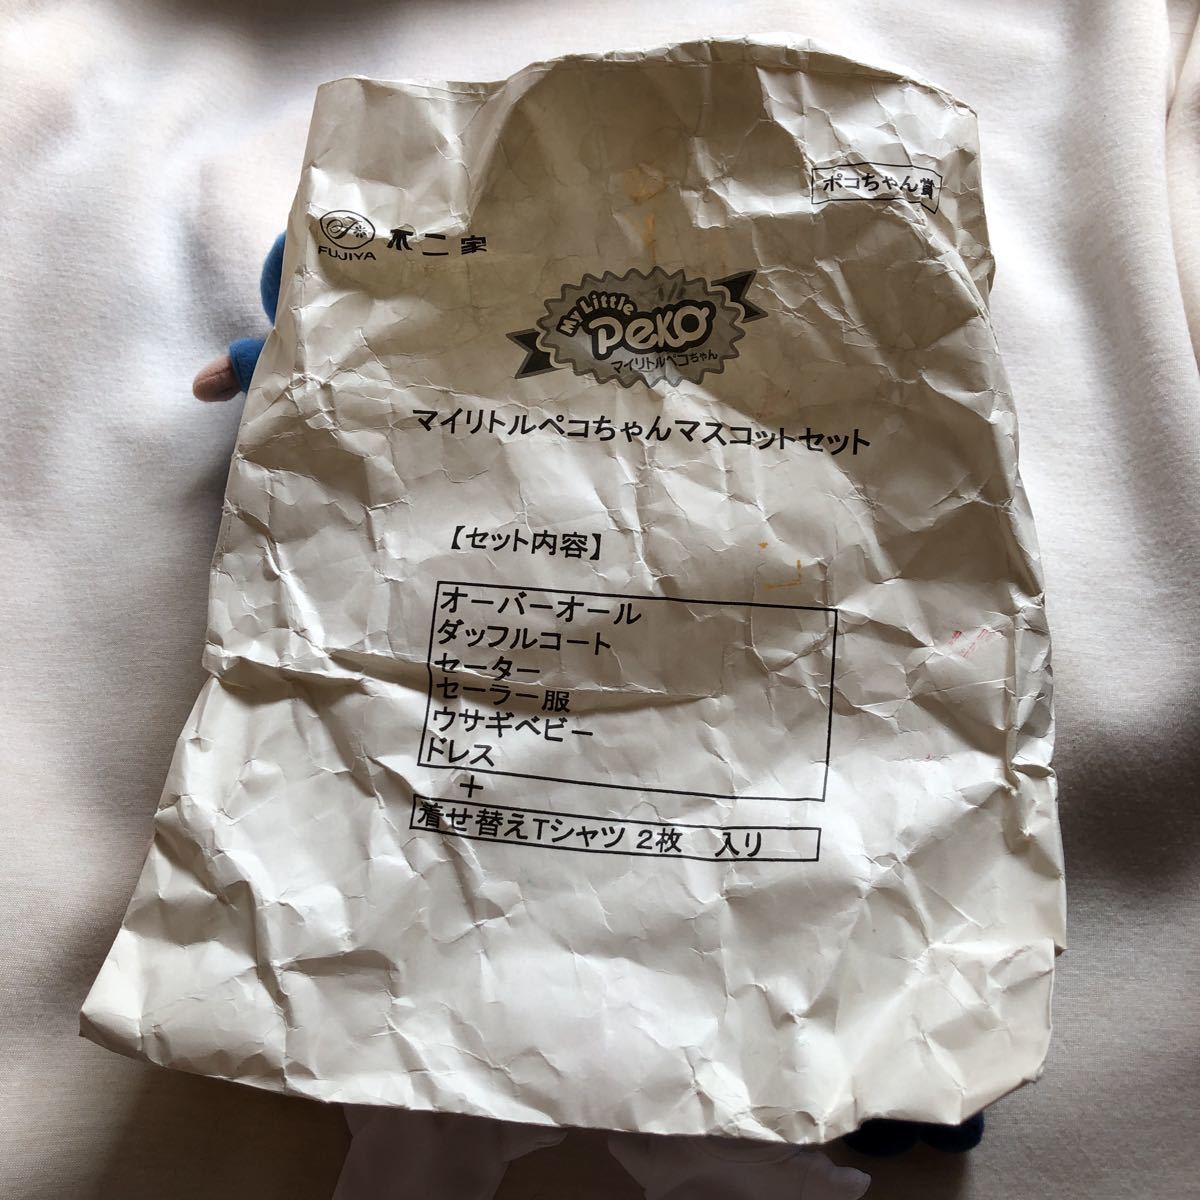 ポコちゃん賞
FUJIYA 不二家
My Little
Peko
マイリトルペコちゃん
マイリトルペコちゃんマスコットセット
【セット内容】
オーバーオール
ダッフルコート
セーター
セーラー服
ウサギベビー
ドレス
+
着せ替えTシャツ 2枚 入り